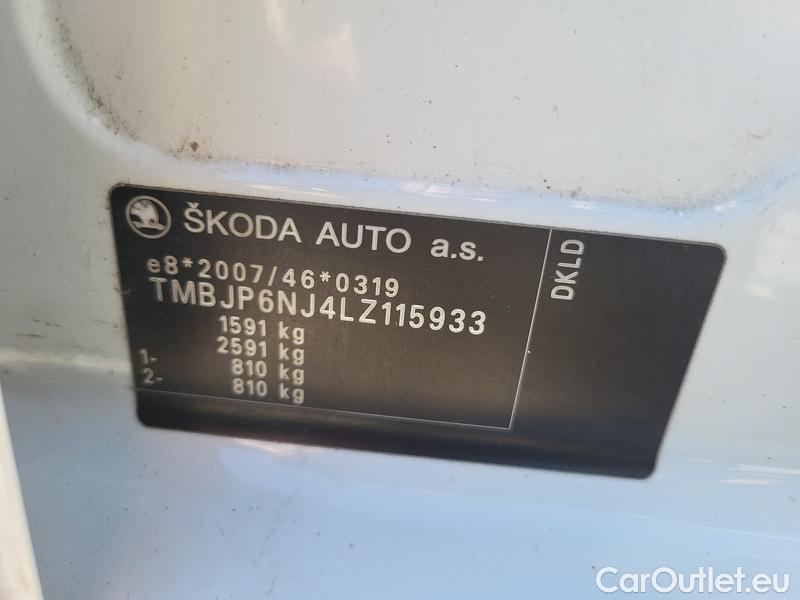 ŠKODA AUTO a.s.
e8*2007/46*0319
TMBJP6NJ4LZ115933
1591 kg
2591 kg
1- 810 kg
2- 810 kg
DKLD
CarOutlet.eu